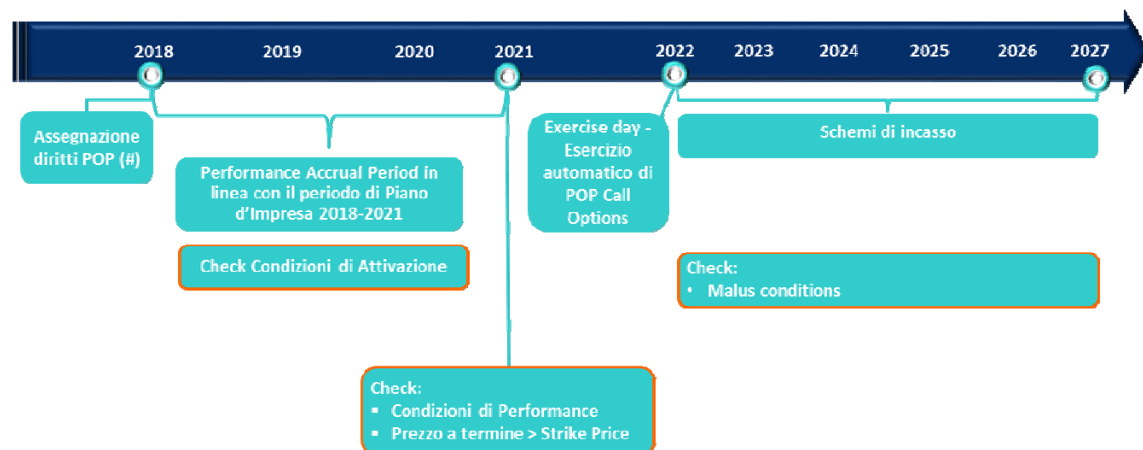 2018 2019 2020 2021 2022 2023 2024 2025 2026 2027
Assegnazione
diritti POP (#)
Performance Accrual Period in
linea con il periodo di Piano
d'Impresa 2018-2021
Check Condizioni di Attivazione
Check:
▪ Condizioni di Performance
▪ Prezzo a termine > Strike Price
Exercise day -
Esercizio
automatico di
POP Call
Options
Schemi di incasso
Check:
• Malus conditions